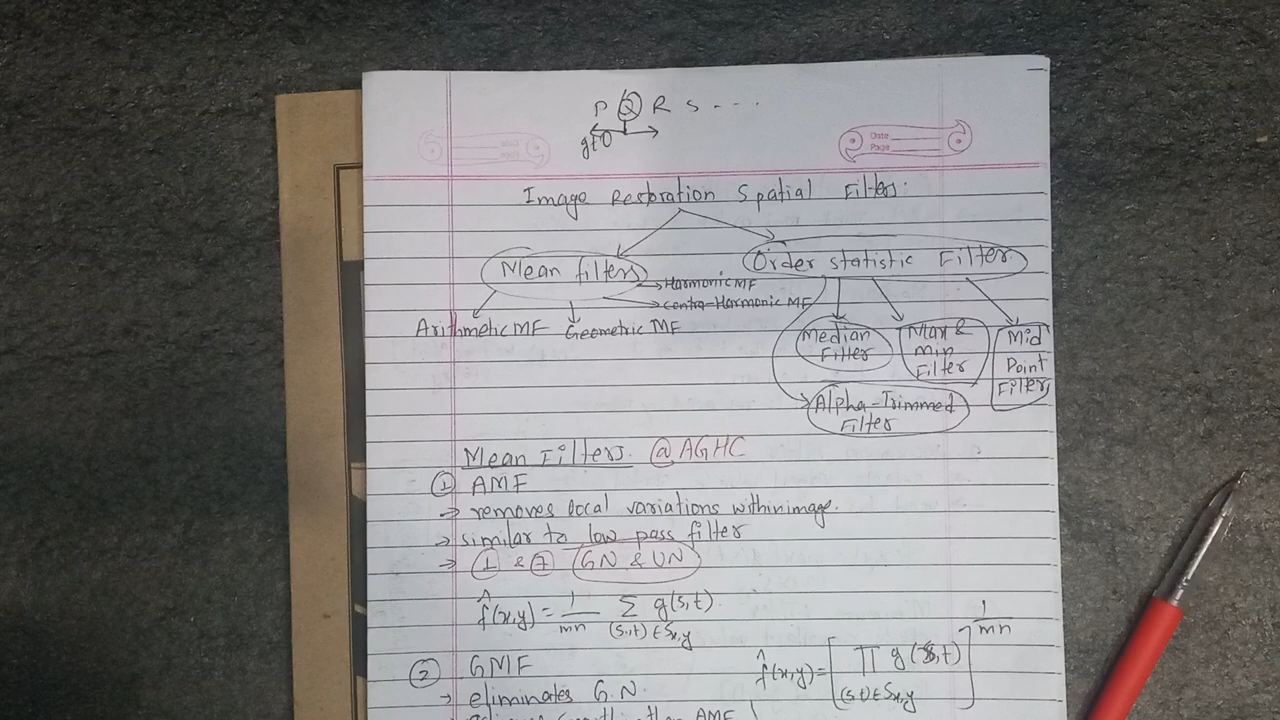 P Q R S ...
gto
Date
Page
Image Restoration Spatial Filters.
Mean filters
Order statistic Filter
Harmonic MF
contra-Harmonic MF
Arithmetic MF Geometric MF
Median Filter
Max & Min Filter
Mid Point Filter
Alpha-Trimmed Filter
Mean Filters. @AGHC
① AMF
→ removes local variations within image.
→ similar to low pass filter
→ ① & ⑦ GN & UN
f̂(x,y) = 1/mn Σ g(s,t).
(s,t) ∈ Sx,y
② GMF
f̂(x,y) = [ Π g(s,t) ] 1/mn
(s,t) ∈ Sx,y
→ eliminates G.N.
than AMF